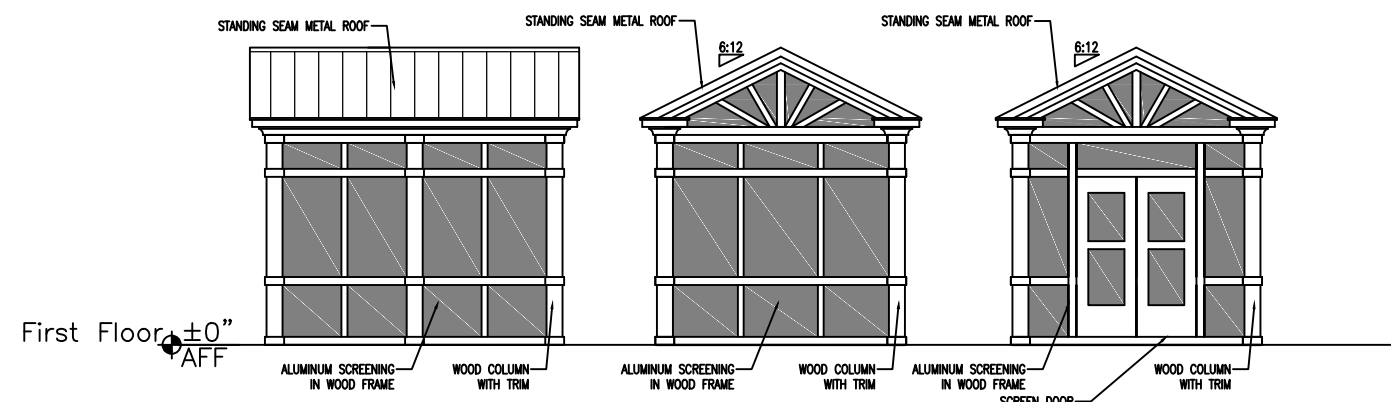 STANDING SEAM METAL ROOF
STANDING SEAM METAL ROOF
STANDING SEAM METAL ROOF
6:12
6:12
First Floor ±0"
AFF
ALUMINUM SCREENING
IN WOOD FRAME
WOOD COLUMN
WITH TRIM
ALUMINUM SCREENING
IN WOOD FRAME
WOOD COLUMN
WITH TRIM
ALUMINUM SCREENING
IN WOOD FRAME
WOOD COLUMN
WITH TRIM
SCREEN DOOR